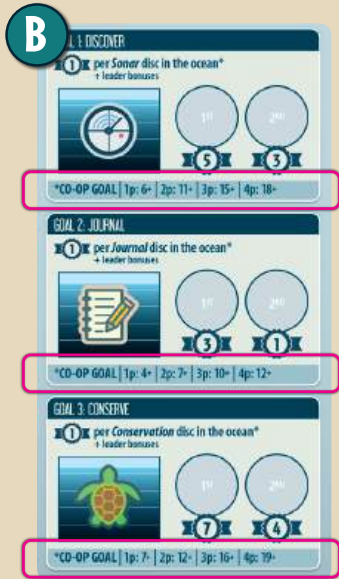 B
GOAL 1: DISCOVER
1 per Sonar disc in the ocean*
+ leader bonuses
1ST 2ND
5 3
*CO-OP GOAL | 1p: 6+ | 2p: 11+ | 3p: 15+ | 4p: 18+
GOAL 2: JOURNAL
1 per Journal disc in the ocean*
+ leader bonuses
1ST 2ND
3 1
*CO-OP GOAL | 1p: 4+ | 2p: 7+ | 3p: 10+ | 4p: 12+
GOAL 3: CONSERVE
1 per Conservation disc in the ocean*
+ leader bonuses
1ST 2ND
7 4
*CO-OP GOAL | 1p: 7+ | 2p: 12+ | 3p: 16+ | 4p: 19+